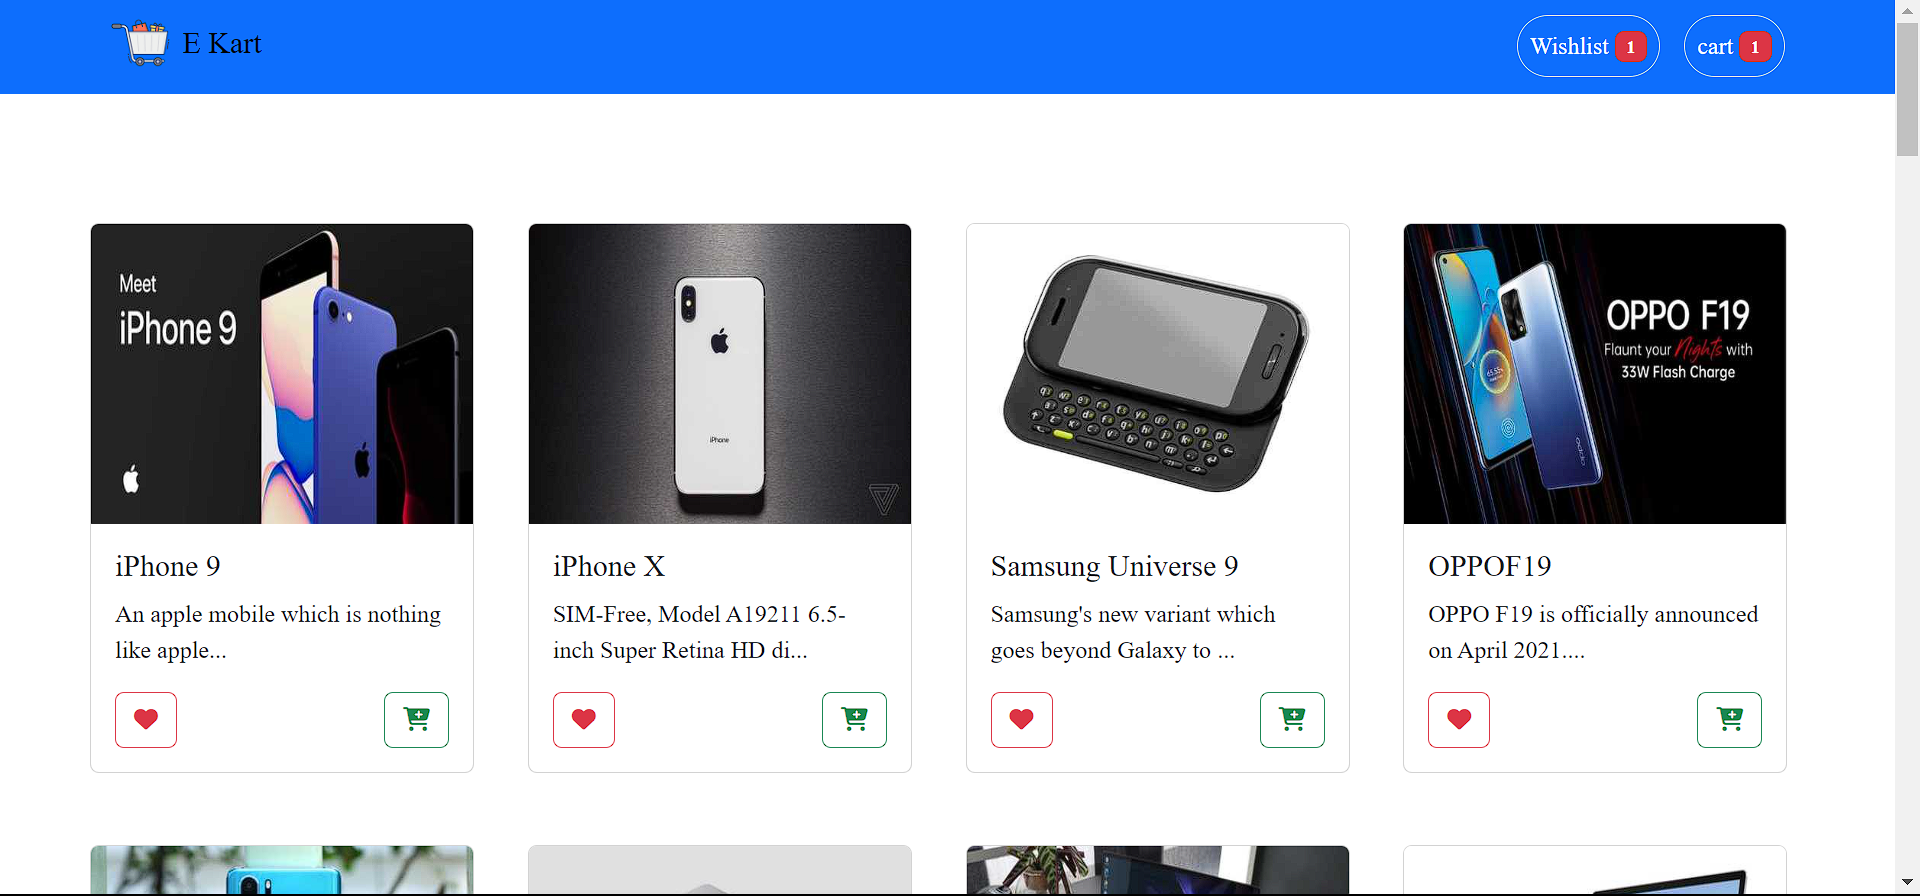 E Kart
Wishlist 1
cart 1
Meet
iPhone 9
iPhone
OPPO F19
Flaunt your Nights with
33W Flash Charge
iPhone 9
An apple mobile which is nothing
like apple...
iPhone X
SIM-Free, Model A19211 6.5-
inch Super Retina HD di...
Samsung Universe 9
Samsung's new variant which
goes beyond Galaxy to ...
OPPOF19
OPPO F19 is officially announced
on April 2021....